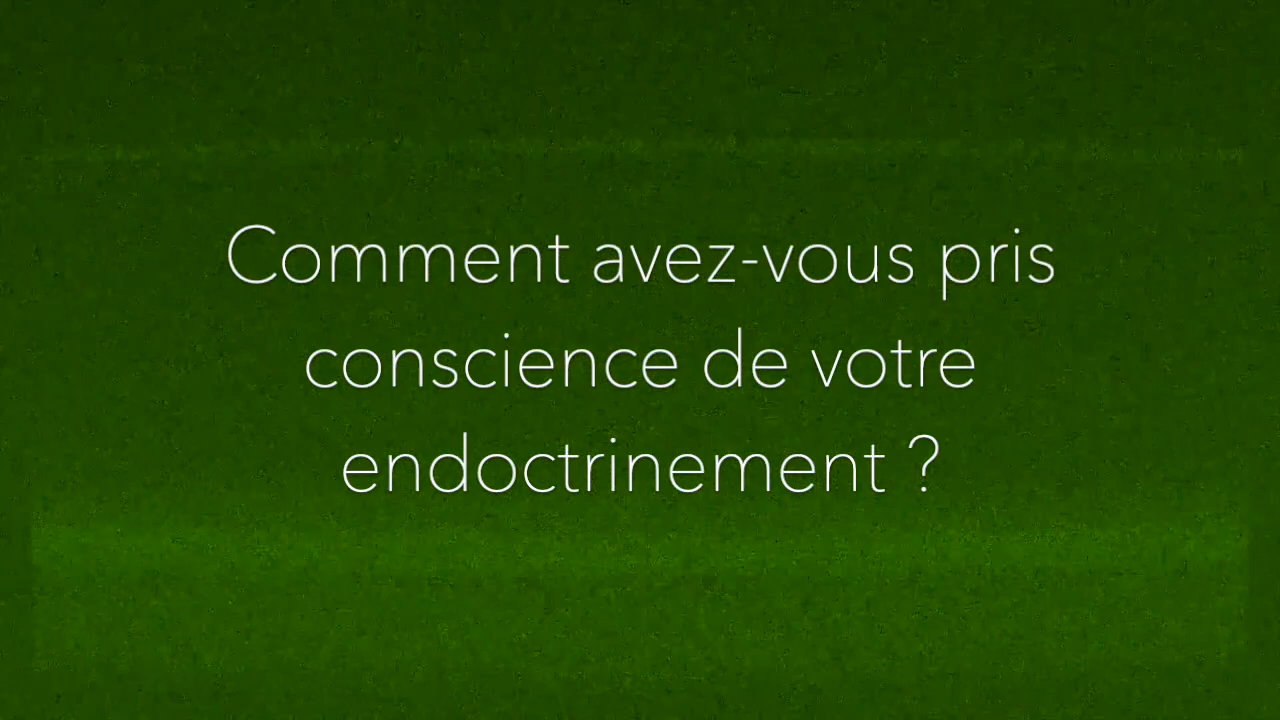 Comment avez-vous pris
conscience de votre
endoctrinement ?